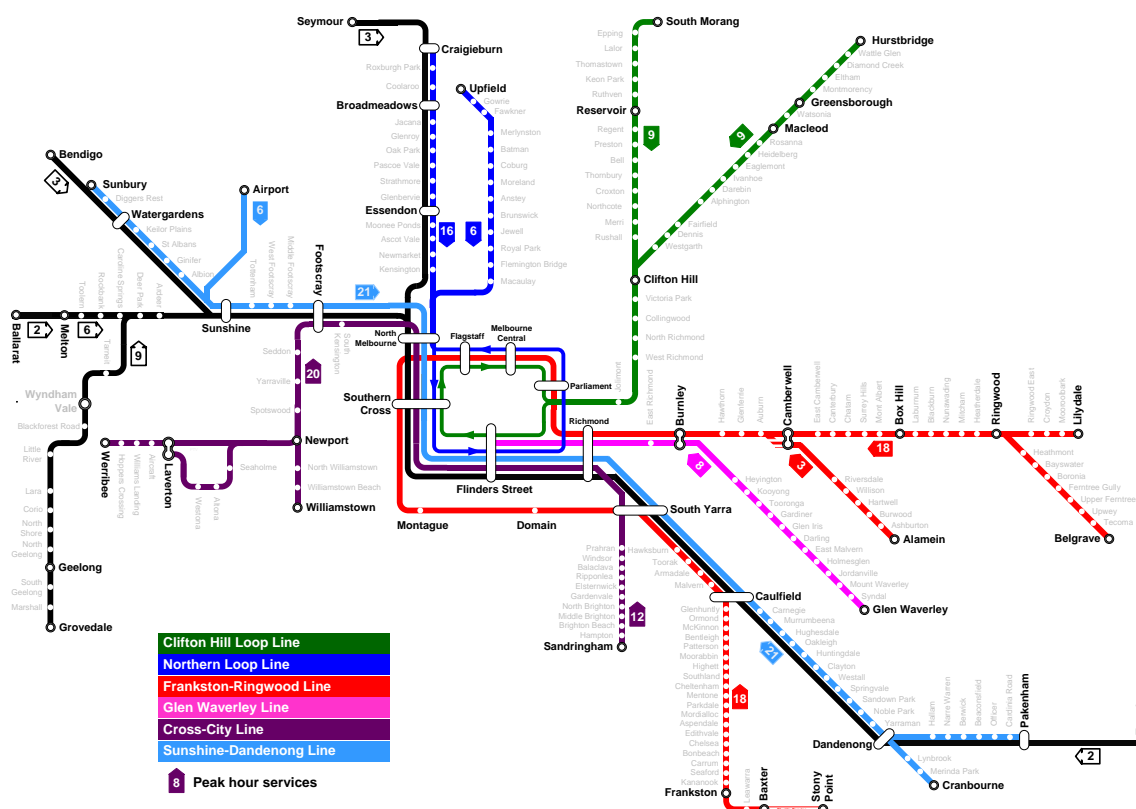 Seymour
3
Craigieburn
Roxburgh Park
Coolaroo
Broadmeadows
Jacana
Glenroy
Oak Park
Pascoe Vale
Strathmore
Glenbervie
Essendon
Moonee Ponds
Ascot Vale
Newmarket
Kensington
16
6
Upfield
Gowrie
Fawkner
Merlynston
Batman
Coburg
Moreland
Anstey
Brunswick
Jewell
Royal Park
Flemington Bridge
Macaulay
South Morang
Epping
Lalor
Thomastown
Keon Park
Ruthven
Reservoir
Regent
Preston
Bell
Thornbury
Croxton
Northcote
Merri
Rushall
9
Clifton Hill
Victoria Park
Collingwood
North Richmond
West Richmond
Jolimont
Hurstbridge
Wattle Glen
Diamond Creek
Eltham
Montmorency
Greensborough
Watsonia
Macleod
Rosanna
Heidelberg
Eaglemont
Ivanhoe
Darebin
Alphington
Fairfield
Dennis
Westgarth
9
Bendigo
3
Sunbury
Diggers Rest
Watergardens
Keilor Plains
St Albans
Ginifer
Albion
Airport
6
Tottenham
West Footscray
Middle Footscray
Footscray
21
Sunshine
Ballarat
2
Melton
6
Toolern
Rockbank
Caroline Springs
Deer Park
Ardeer
9
Tarneit
Wyndham
Vale
Blackforest Road
Little
River
Lara
Corio
North
Shore
North
Geelong
Geelong
South
Geelong
Marshall
Grovedale
South
Kensington
Seddon
20
Yarraville
Spotswood
Newport
North Williamstown
Williamstown Beach
Williamstown
Werribee
Hoppers Crossing
Williams Landing
Aircraft
Laverton
Westona
Altona
Seaholme
North
Melbourne
Flagstaff
Melbourne
Central
Parliament
Southern
Cross
Richmond
Flinders Street
Montague
Domain
South Yarra
East Richmond
Burnley
Hawthorn
Glenferrie
Auburn
Camberwell
East Camberwell
Canterbury
Chatam
Surrey Hills
Mont Albert
Box Hill
Laburnum
Blackburn
Nunawading
Mitcham
Heatherdale
Ringwood
Ringwood East
Croydon
Mooroolbark
Lilydale
18
3
8
Heathmont
Bayswater
Boronia
Ferntree Gully
Upper Ferntree
Upwey
Tecoma
Belgrave
Riversdale
Willison
Hartwell
Burwood
Ashburton
Alamein
Heyington
Kooyong
Tooronga
Gardiner
Glen Iris
Darling
East Malvern
Holmesglen
Jordanville
Mount Waverley
Syndal
Glen Waverley
Prahran
Windsor
Balaclava
Ripponlea
Elsternwick
Gardenvale
North Brighton
Middle Brighton
Brighton Beach
Hampton
Sandringham
12
Hawksburn
Toorak
Armadale
Malvern
Caulfield
Glenhuntly
Ormond
McKinnon
Bentleigh
Patterson
Moorabbin
Highett
Southland
Cheltenham
Mentore
Parkdale
Mordialloc
Aspendale
Edithvale
Chelsea
Bonbeach
Carrum
Seaford
Kananook
Frankston
18
Leawarra
Baxter
Stony
Point
Carnegie
Murrumbeena
Hughesdale
Oakleigh
Huntingdale
Clayton
Westall
Springvale
Sandown Park
Noble Park
Yarraman
21
Dandenong
Hallam
Narre Warren
Berwick
Beaconsfield
Officer
Cardinia Road
Pakenham
2
Lynbrook
Merinda Park
Cranbourne
Clifton Hill Loop Line
Northern Loop Line
Frankston-Ringwood Line
Glen Waverley Line
Cross-City Line
Sunshine-Dandenong Line
8 Peak hour services